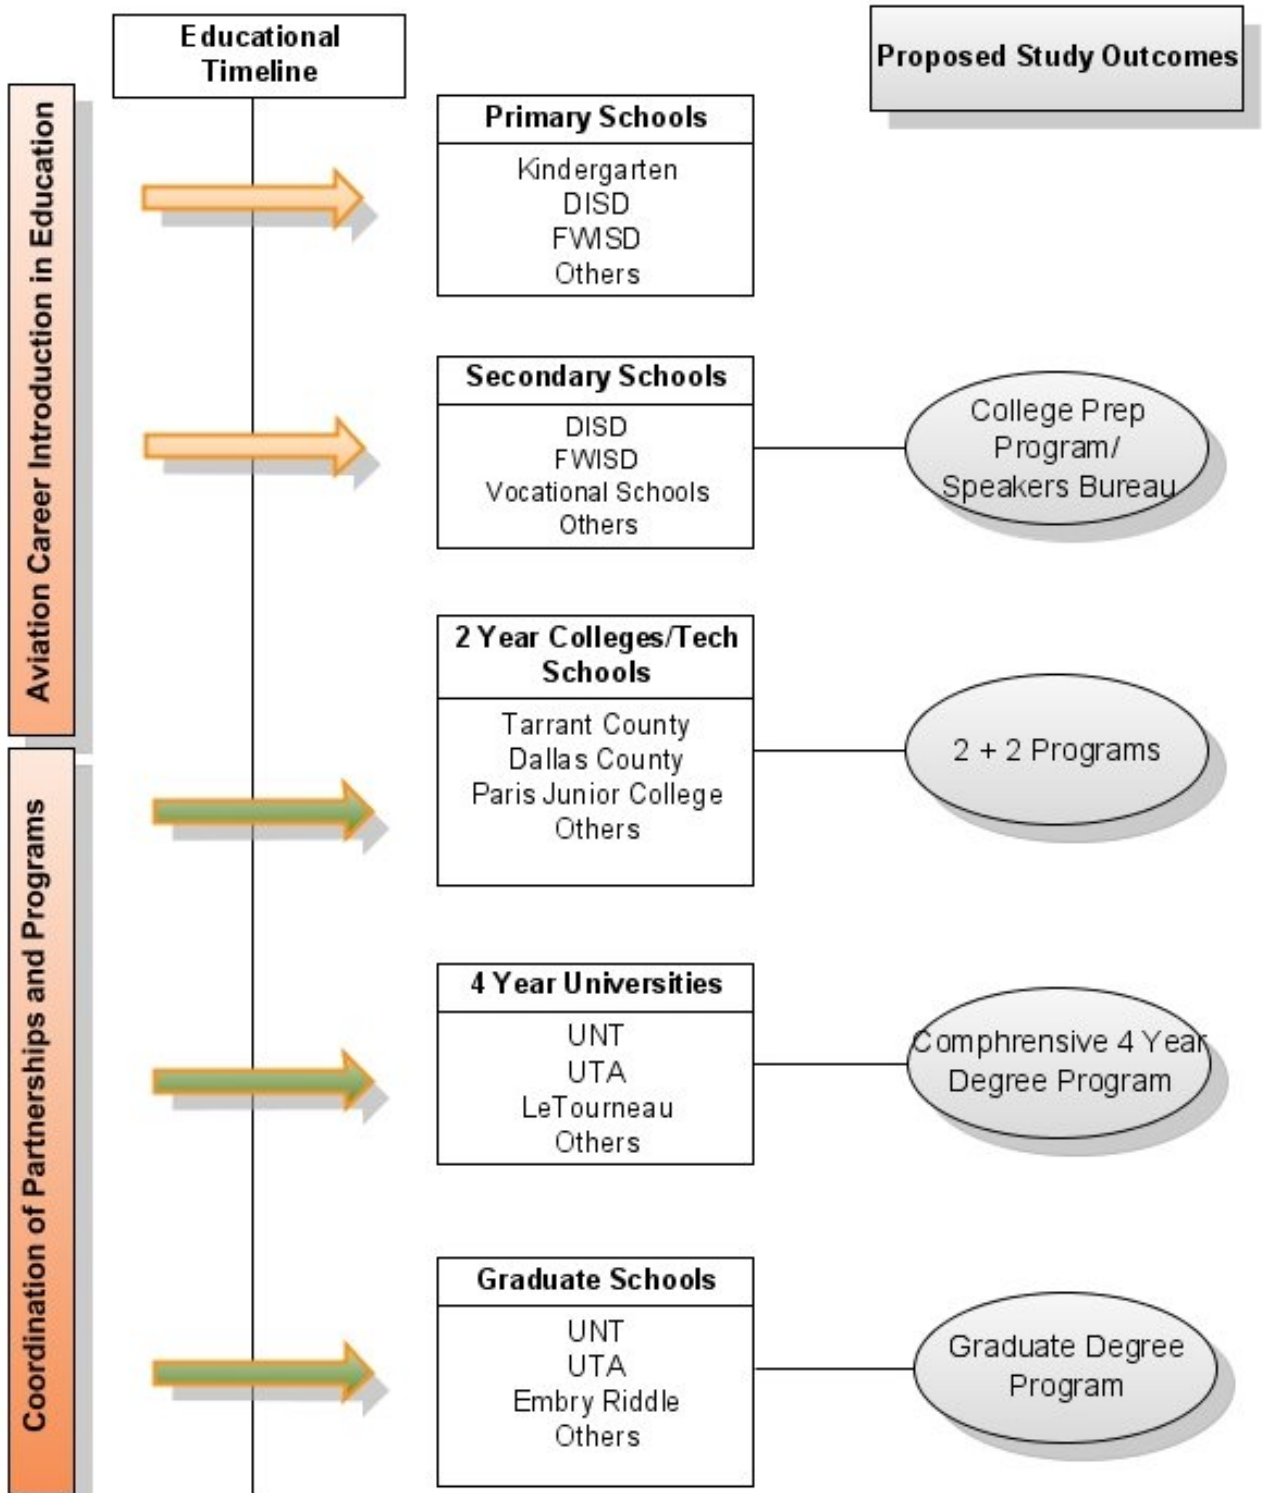 Educational
Timeline
Proposed Study Outcomes
Aviation Career Introduction in Education
Primary Schools
Kindergarten
DISD
FWISD
Others
Secondary Schools
DISD
FWISD
Vocational Schools
Others
College Prep
Program/
Speakers Bureau
2 Year Colleges/Tech
Schools
Tarrant County
Dallas County
Paris Junior College
Others
2 + 2 Programs
Coordination of Partnerships and Programs
4 Year Universities
UNT
UTA
LeTourneau
Others
Comphrensive 4 Year
Degree Program
Graduate Schools
UNT
UTA
Embry Riddle
Others
Graduate Degree
Program